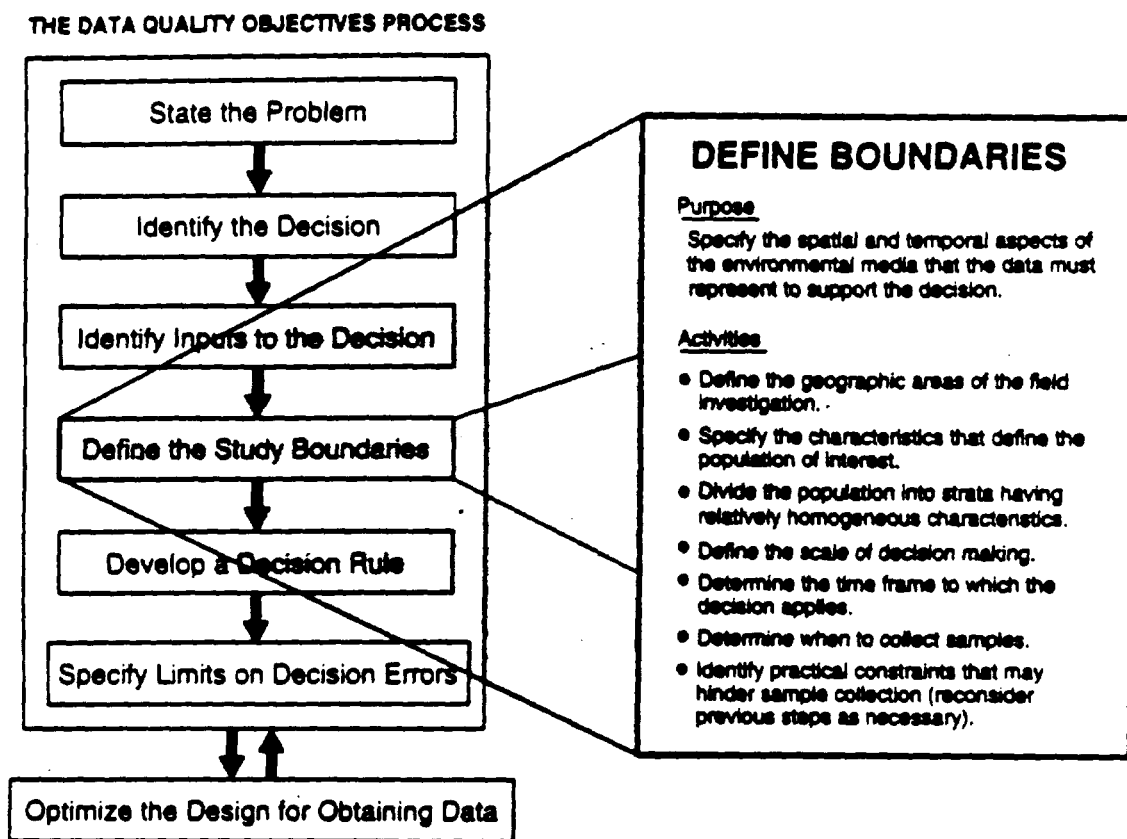 THE DATA QUALITY OBJECTIVES PROCESS
State the Problem
Identify the Decision
Identify Inputs to the Decision
Define the Study Boundaries
Develop a Decision Rule
Specify Limits on Decision Errors
Optimize the Design for Obtaining Data
DEFINE BOUNDARIES
Purpose
Specify the spatial and temporal aspects of
the environmental media that the data must
represent to support the decision.
Activities
• Define the geographic areas of the field
investigation.
• Specify the characteristics that define the
population of interest.
• Divide the population into strata having
relatively homogeneous characteristics.
• Define the scale of decision making.
• Determine the time frame to which the
decision applies.
• Determine when to collect samples.
• Identify practical constraints that may
hinder sample collection (reconsider
previous steps as necessary).